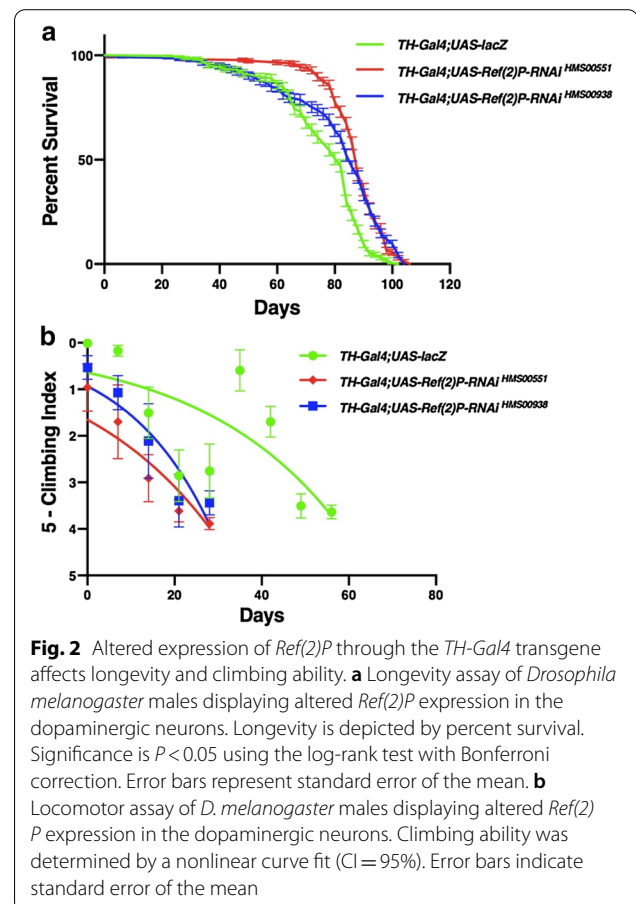 a
TH-Gal4;UAS-lacZ
TH-Gal4;UAS-Ref(2)P-RNAi HMS00551
TH-Gal4;UAS-Ref(2)P-RNAi HMS00938
100
50
0
Percent Survival
0 20 40 60 80 100 120
Days
b
TH-Gal4;UAS-lacZ
TH-Gal4;UAS-Ref(2)P-RNAi HMS00551
TH-Gal4;UAS-Ref(2)P-RNAi HMS00938
0
1
2
3
4
5
5 - Climbing Index
0 20 40 60 80
Days
Fig. 2 Altered expression of Ref(2)P through the TH-Gal4 transgene
affects longevity and climbing ability. a Longevity assay of Drosophila
melanogaster males displaying altered Ref(2)P expression in the
dopaminergic neurons. Longevity is depicted by percent survival.
Significance is P < 0.05 using the log-rank test with Bonferroni
correction. Error bars represent standard error of the mean. b
Locomotor assay of D. melanogaster males displaying altered Ref(2)
P expression in the dopaminergic neurons. Climbing ability was
determined by a nonlinear curve fit (CI = 95%). Error bars indicate
standard error of the mean